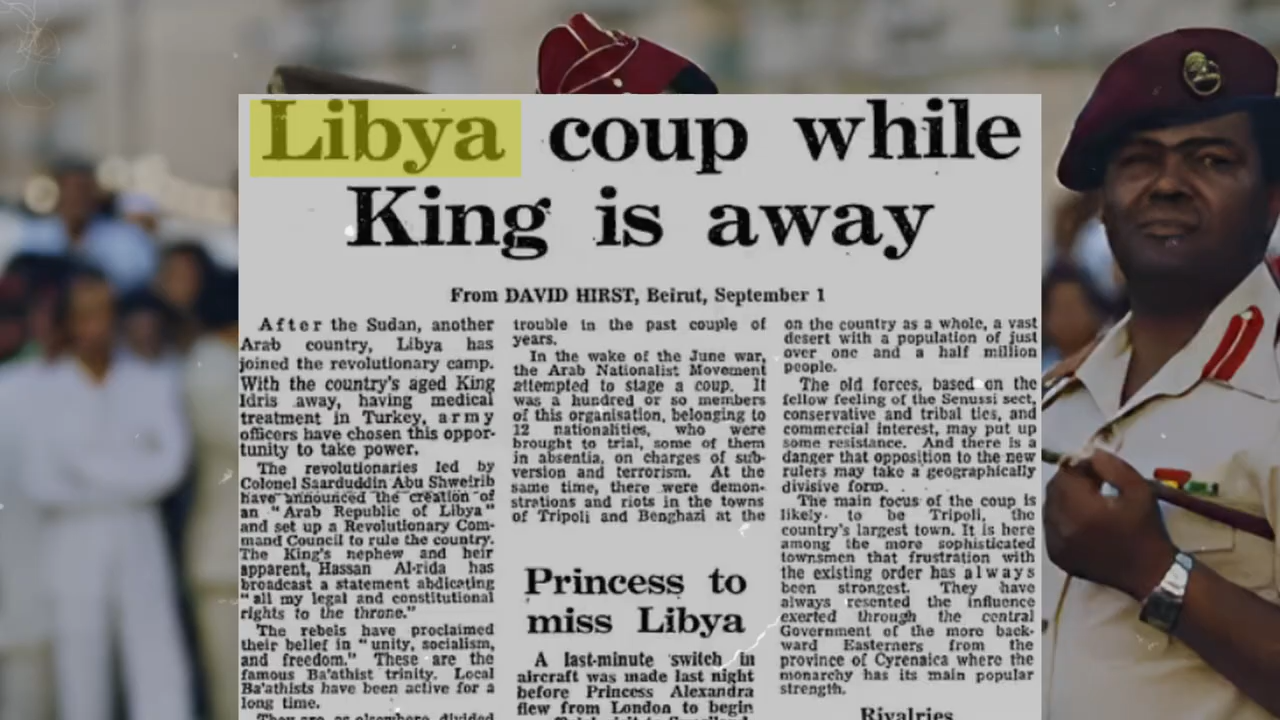 Libya coup while
King is away
From DAVID HIRST, Beirut, September 1
After the Sudan, another
Arab country, Libya has
joined the revolutionary camp.
With the country's aged King
Idris away, having medical
treatment in Turkey, army
officers have chosen this oppor-
tunity to take power.
The revolutionaries led by
Colonel Saarduddin Abu Shweirib
have announced the creation of
an "Arab Republic of Libya"
and set up a Revolutionary Com-
mand Council to rule the country.
The King's nephew and heir
apparent, Hassan Al-rida has
broadcast a statement abdicating
"all my legal and constitutional
rights to the throne."
The rebels have proclaimed
their belief in "unity, socialism,
and freedom." These are the
famous Ba'athist trinity. Local
Ba'athists have been active for a
long time.
They are, as elsewhere, divided
trouble in the past couple of
years.
In the wake of the June war,
the Arab Nationalist Movement
attempted to stage a coup. It
was a hundred or so members
of this organisation, belonging to
12 nationalities, who were
brought to trial, some of them
in absentia, on charges of sub-
version and terrorism. At the
same time, there were demon-
strations and riots in the towns
of Tripoli and Benghazi at the
Princess to
miss Libya
A last-minute switch in
aircraft was made last night
before Princess Alexandra
flew from London to begin
on the country as a whole, a vast
desert with a population of just
over one and a half million
people.
The old forces, based on the
fellow feeling of the Senussi sect,
conservative and tribal ties, and
commercial interest, may put up
some resistance. And there is a
danger that opposition to the new
rulers may take a geographically
divisive form.
The main focus of the coup is
likely to be Tripoli, the
country's largest town. It is here
among the more sophisticated
townsmen that frustration with
the existing order has always
been strongest. They have
always resented the influence
exerted through the central
Government of the more back-
ward Easterners from the
province of Cyrenaica where the
monarchy has its main popular
strength.
Rivalries